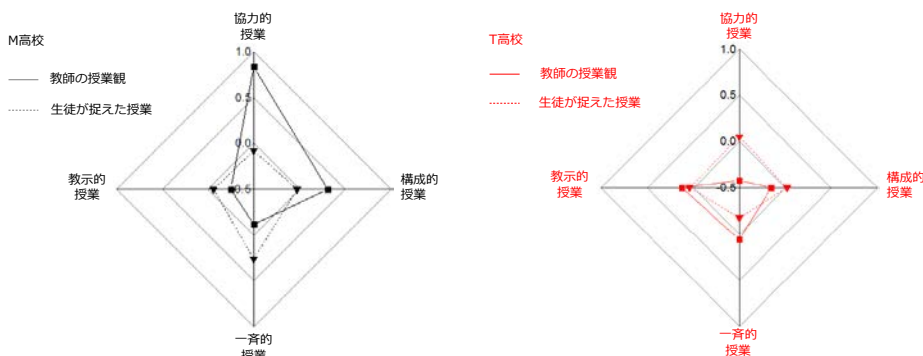 M高校
教師の授業観
生徒が捉えた授業
協力的
授業
1.0
0.5
0.0
-0.5
教示的
授業
構成的
授業
一斉的
授業
T高校
教師の授業観
生徒が捉えた授業
協力的
授業
1.0
0.5
0.0
-0.5
教示的
授業
構成的
授業
一斉的
授業